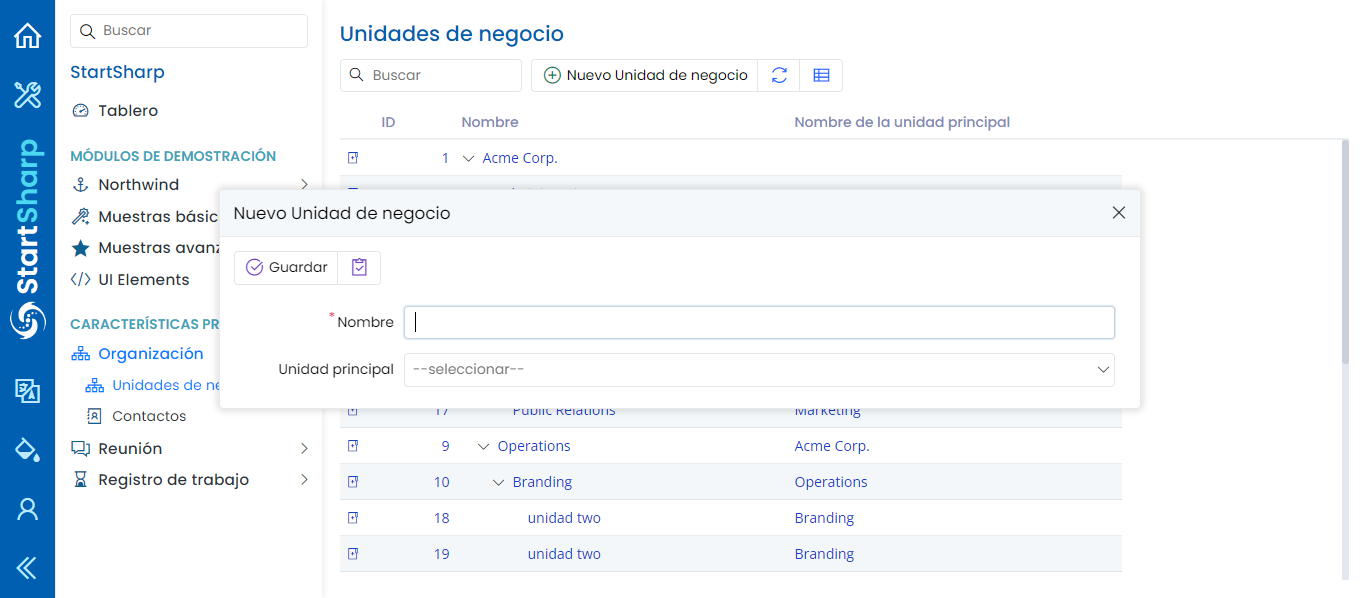 StartSharp
Buscar
StartSharp
Tablero
MÓDULOS DE DEMOSTRACIÓN
Northwind
Muestras básic
Muestras avanz
UI Elements
CARACTERÍSTICAS PR
Organización
Unidades de ne
Contactos
Reunión
Registro de trabajo
Unidades de negocio
Buscar
Nuevo Unidad de negocio
ID Nombre Nombre de la unidad principal
1 Acme Corp.
Nuevo Unidad de negocio
Guardar
*Nombre
Unidad principal --seleccionar--
17 Public Relations Marketing
9 Operations Acme Corp.
10 Branding Operations
18 unidad two Branding
19 unidad two Branding